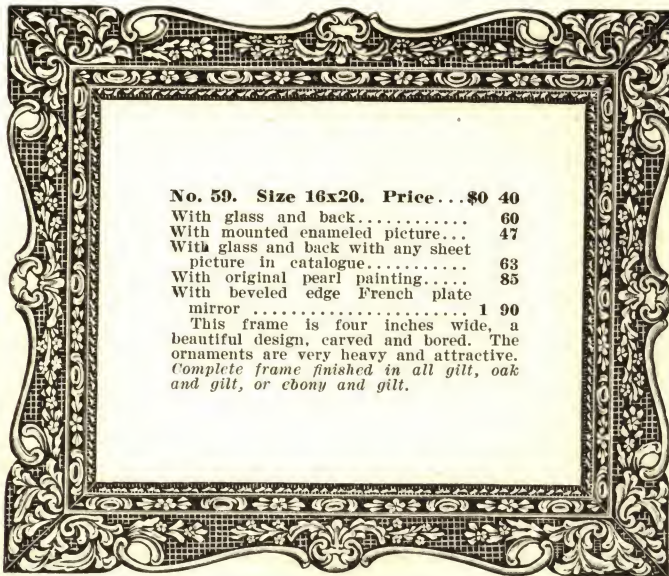 No. 59. Size 16x20. Price...$0 40
With glass and back............ 60
With mounted enameled picture... 47
With glass and back with any sheet
picture in catalogue........... 63
With original pearl painting..... 85
With beveled edge French plate
mirror ....................... 1 90
This frame is four inches wide, a
beautiful design, carved and bored. The
ornaments are very heavy and attractive.
Complete frame finished in all gilt, oak
and gilt, or ebony and gilt.